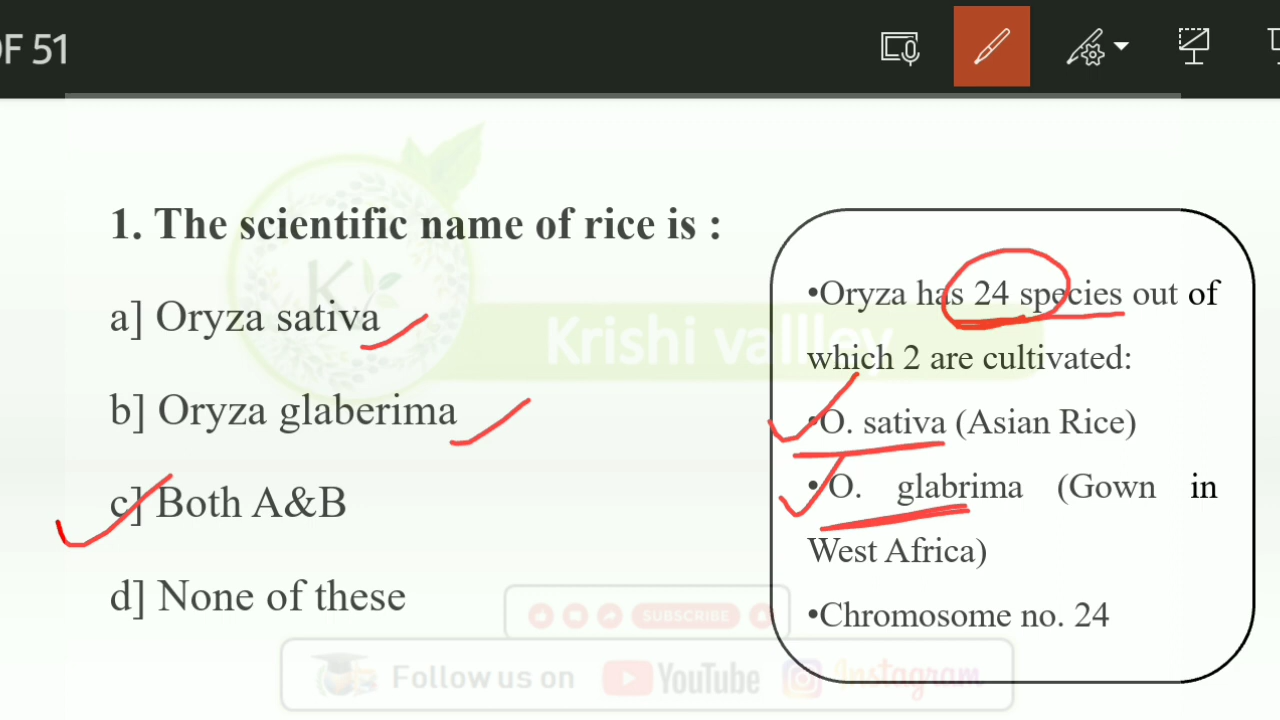 OF 51
1. The scientific name of rice is :
a] Oryza sativa
b] Oryza glaberima
c] Both A&B
d] None of these
•Oryza has 24 species out of
which 2 are cultivated:
•O. sativa (Asian Rice)
•O. glabrima (Gown in
West Africa)
•Chromosome no. 24
K
Krishi vallley
SUBSCRIBE
Follow us on YouTube Instagram